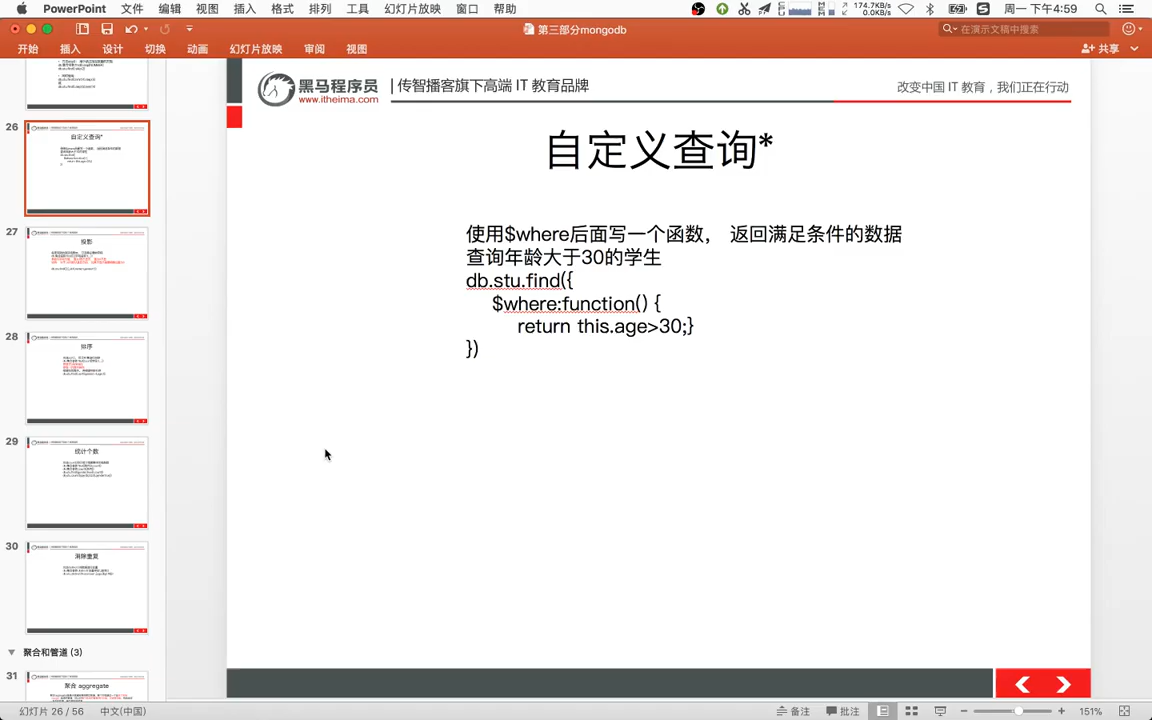 PowerPoint 文件 编辑 视图 插入 格式 排列 工具 幻灯片放映 窗口 帮助
174.7KB/s
0.0KB/s
周一 下午4:59
第三部分mongodb
在演示文稿中搜索
开始 插入 设计 切换 动画 幻灯片放映 审阅 视图
共享
26
自定义查询*
27
投影
28
排序
29
统计个数
30
消除重复
聚合和管道 (3)
31
聚合 aggregate
黑马程序员
www.itheima.com
传智播客旗下高端 IT 教育品牌
改变中国 IT 教育，我们正在行动
自定义查询*
使用$where后面写一个函数， 返回满足条件的数据
查询年龄大于30的学生
db.stu.find({
$where:function() {
return this.age>30;}
})
幻灯片 26 / 56 中文(中国)
备注 批注
151%